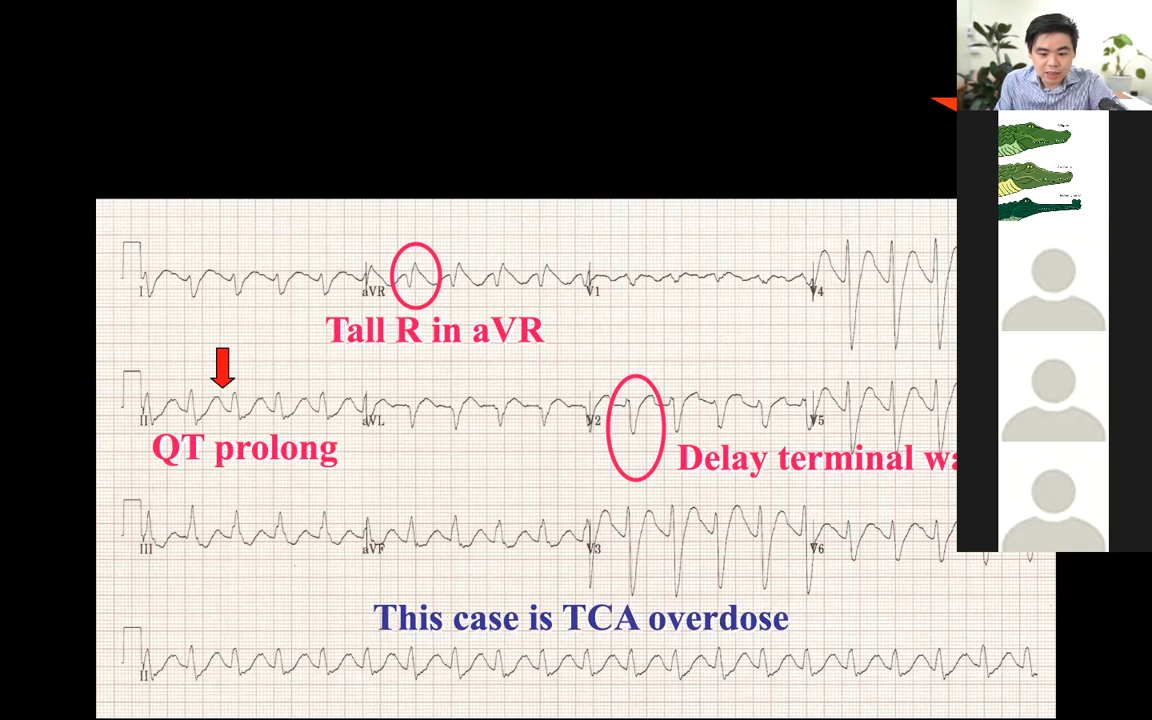 I
aVR
V1
V4
Tall R in aVR
II
aVL
V2
V5
QT prolong
Delay terminal
III
aVF
V3
V6
This case is TCA overdose
II